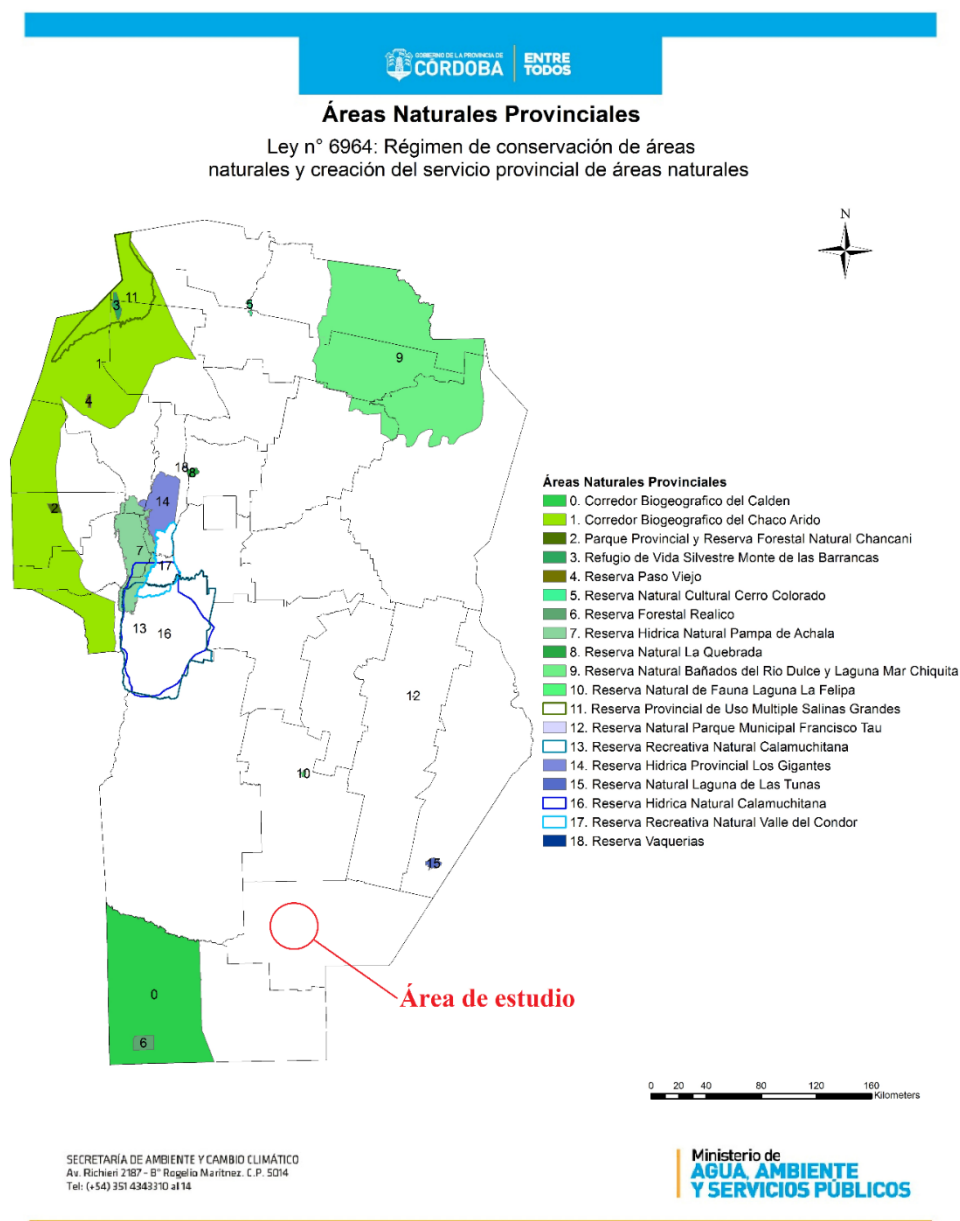 GOBIERNO DE LA PROVINCIA DE
CÓRDOBA
ENTRE
TODOS
Áreas Naturales Provinciales
Ley n° 6964: Régimen de conservación de áreas
naturales y creación del servicio provincial de áreas naturales
N
11
3
5
9
1
4
18
8
14
2
7
17
13
16
12
10
15
0
6
Áreas Naturales Provinciales
0. Corredor Biogeografico del Calden
1. Corredor Biogeografico del Chaco Arido
2. Parque Provincial y Reserva Forestal Natural Chancani
3. Refugio de Vida Silvestre Monte de las Barrancas
4. Reserva Paso Viejo
5. Reserva Natural Cultural Cerro Colorado
6. Reserva Forestal Realico
7. Reserva Hidrica Natural Pampa de Achala
8. Reserva Natural La Quebrada
9. Reserva Natural Bañados del Rio Dulce y Laguna Mar Chiquita
10. Reserva Natural de Fauna Laguna La Felipa
11. Reserva Provincial de Uso Multiple Salinas Grandes
12. Reserva Natural Parque Municipal Francisco Tau
13. Reserva Recreativa Natural Calamuchitana
14. Reserva Hidrica Provincial Los Gigantes
15. Reserva Natural Laguna de Las Tunas
16. Reserva Hidrica Natural Calamuchitana
17. Reserva Recreativa Natural Valle del Condor
18. Reserva Vaquerias
Área de estudio
0 20 40 80 120 160
Kilometers
SECRETARÍA DE AMBIENTE Y CAMBIO CLIMÁTICO
Av. Richieri 2187 - B° Rogelio Marítnez. C.P. 5014
Tel: (+54) 351 4343310 al 14
Ministerio de
AGUA, AMBIENTE
Y SERVICIOS PÚBLICOS